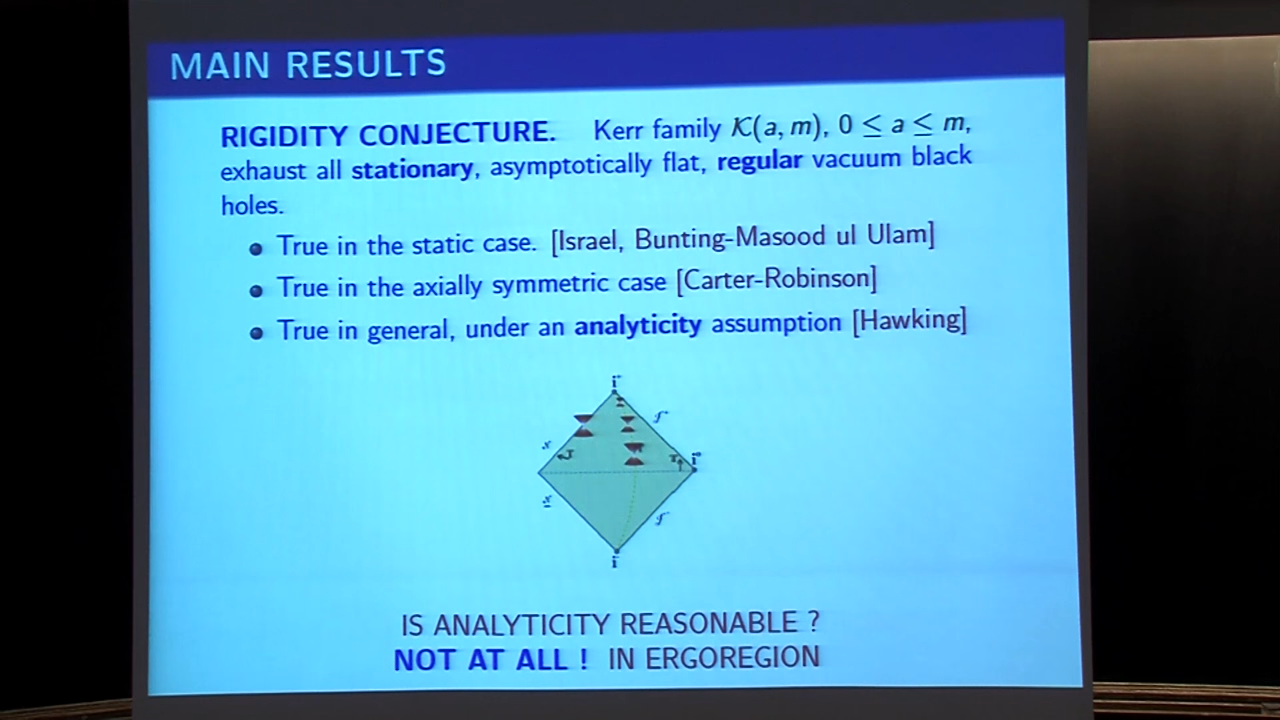 MAIN RESULTS
RIGIDITY CONJECTURE. Kerr family K(a, m), 0 ≤ a ≤ m,
exhaust all stationary, asymptotically flat, regular vacuum black
holes.
True in the static case. [Israel, Bunting-Masood ul Ulam]
True in the axially symmetric case [Carter-Robinson]
True in general, under an analyticity assumption [Hawking]
IS ANALYTICITY REASONABLE ?
NOT AT ALL ! IN ERGOREGION